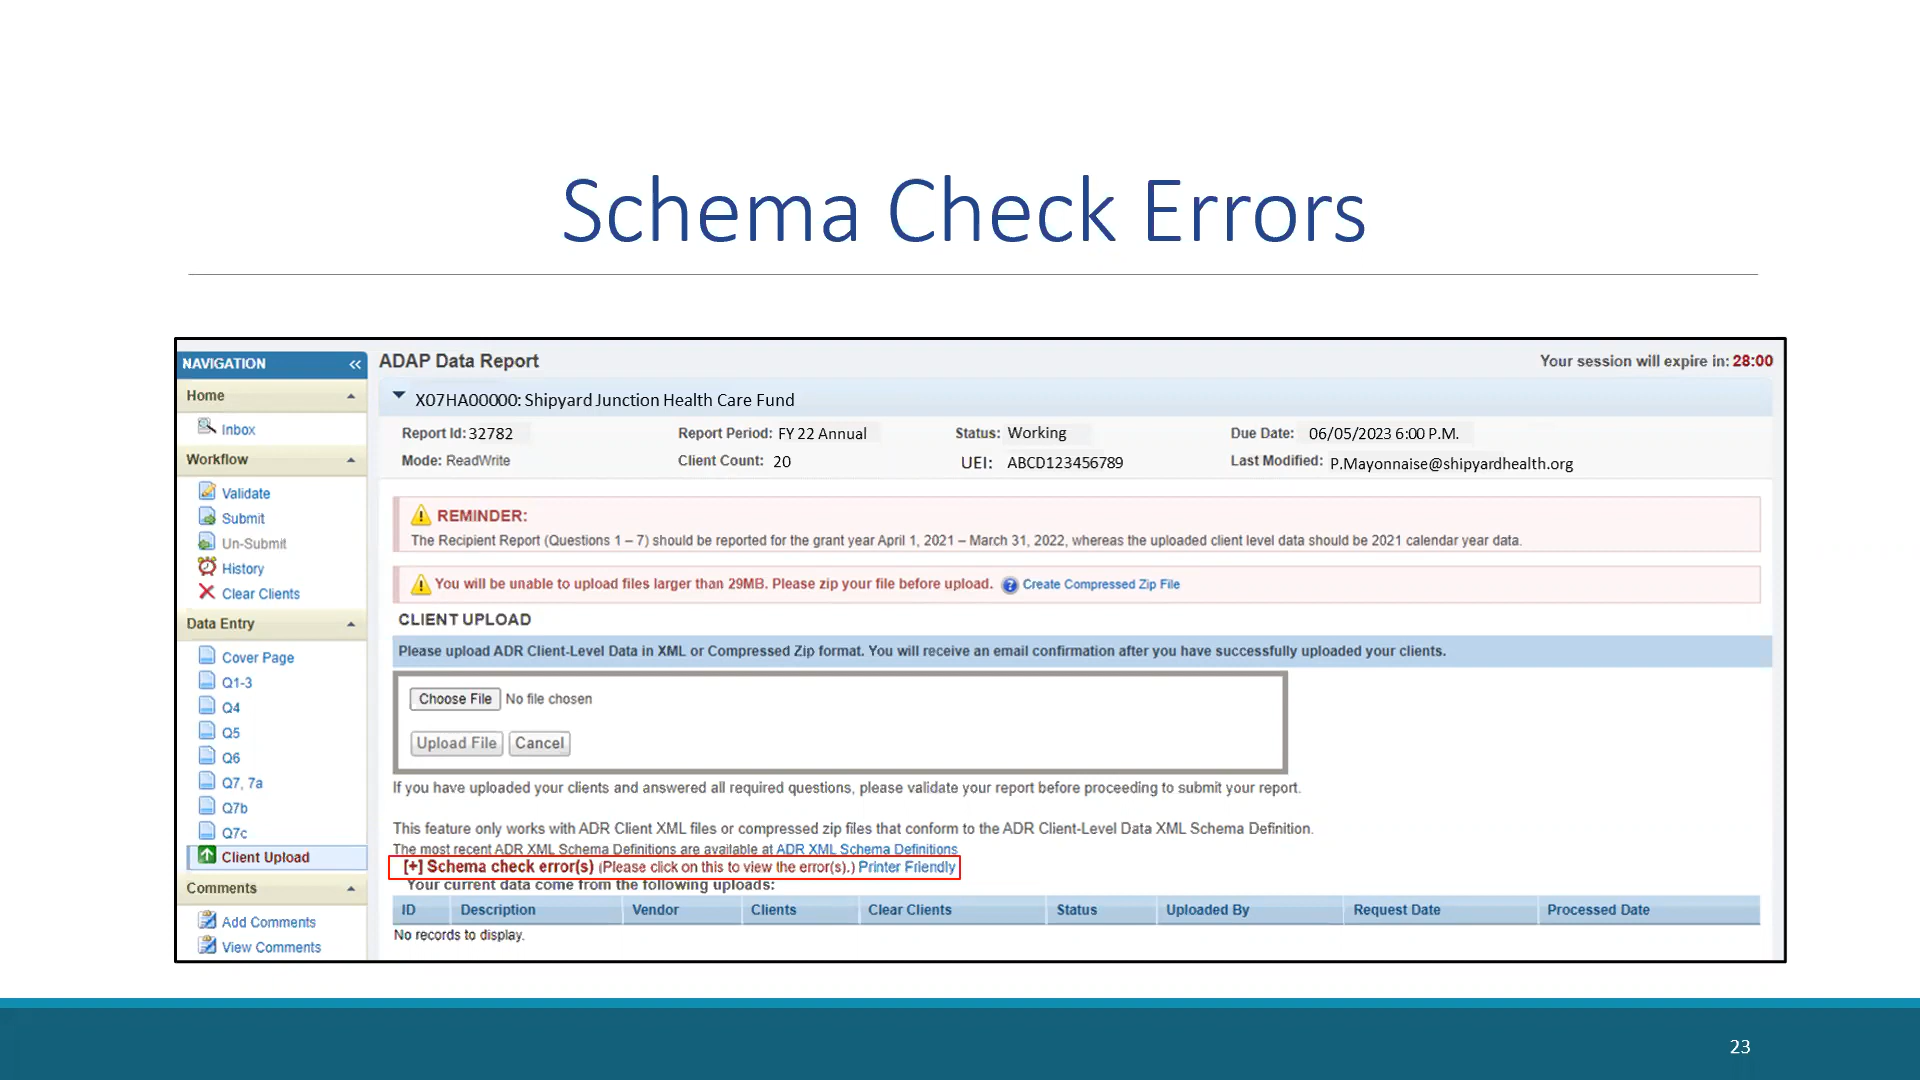 Schema Check Errors
NAVIGATION «
Home
Inbox
Workflow
Validate
Submit
Un-Submit
History
Clear Clients
Data Entry
Cover Page
Q1-3
Q4
Q5
Q6
Q7, 7a
Q7b
Q7c
Client Upload
Comments
Add Comments
View Comments
ADAP Data Report Your session will expire in: 28:00
X07HA00000: Shipyard Junction Health Care Fund
Report Id: 32782 Report Period: FY 22 Annual Status: Working Due Date: 06/05/2023 6:00 P.M.
Mode: ReadWrite Client Count: 20 UEI: ABCD123456789 Last Modified: P.Mayonnaise@shipyardhealth.org
REMINDER:
The Recipient Report (Questions 1 – 7) should be reported for the grant year April 1, 2021 – March 31, 2022, whereas the uploaded client level data should be 2021 calendar year data.
You will be unable to upload files larger than 29MB. Please zip your file before upload. Create Compressed Zip File
CLIENT UPLOAD
Please upload ADR Client-Level Data in XML or Compressed Zip format. You will receive an email confirmation after you have successfully uploaded your clients.
Choose File No file chosen
Upload File Cancel
If you have uploaded your clients and answered all required questions, please validate your report before proceeding to submit your report.
This feature only works with ADR Client XML files or compressed zip files that conform to the ADR Client-Level Data XML Schema Definition.
The most recent ADR XML Schema Definitions are available at ADR XML Schema Definitions
[+] Schema check error(s) (Please click on this to view the error(s).) Printer Friendly
Your current data come from the following uploads:
ID Description Vendor Clients Clear Clients Status Uploaded By Request Date Processed Date
No records to display.
23